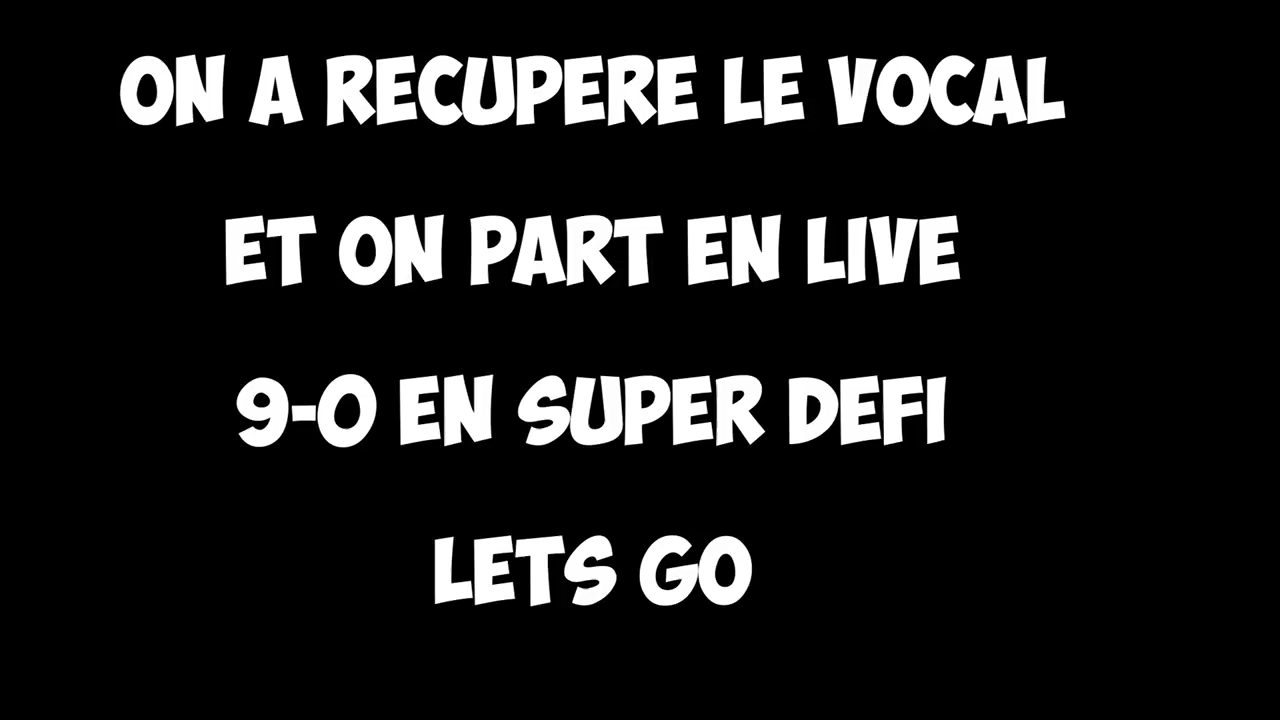 ON A RECUPERE LE VOCAL
ET ON PART EN LIVE
9-0 EN SUPER DEFI
LETS GO